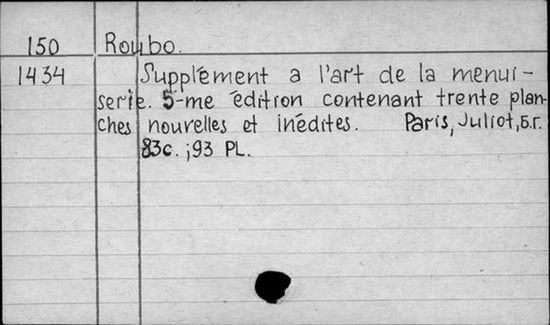 150 Roubo.
1434 Supplément a l'art de la menui-
serie. 5-me édition contenant trente plan-
ches nouvelles et inédites. Paris, Juliot, б.г.
83с.; 93 PL.